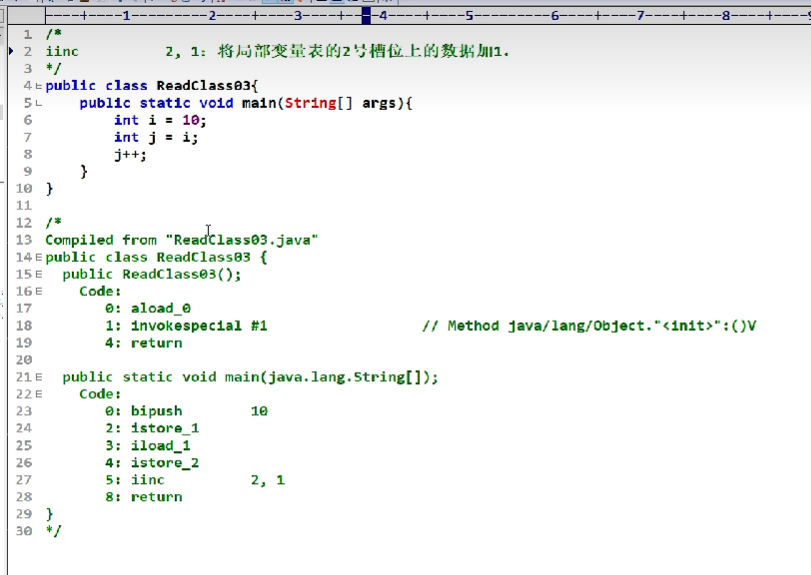 ----+----1----+----2----+----3----+----4----+----5----+----6----+----7----+----8----+----9
1 /*
2 iinc          2, 1: 将局部变量表的2号槽位上的数据加1.
3 */
4 public class ReadClass03{
5     public static void main(String[] args){
6         int i = 10;
7         int j = i;
8         j++;
9     }
10 }
11
12 /*
13 Compiled from "ReadClass03.java"
14 public class ReadClass03 {
15   public ReadClass03();
16     Code:
17        0: aload_0
18        1: invokespecial #1                  // Method java/lang/Object."<init>":()V
19        4: return
20
21   public static void main(java.lang.String[]);
22     Code:
23        0: bipush        10
24        2: istore_1
25        3: iload_1
26        4: istore_2
27        5: iinc          2, 1
28        8: return
29 }
30 */